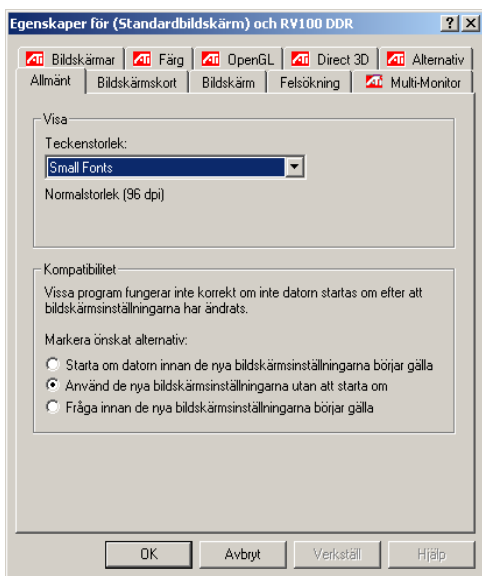 Egenskaper för (Standardbildskärm) och RV100 DDR
Bildskärmar Färg OpenGL Direct 3D Alternativ
Allmänt Bildskärmskort Bildskärm Felsökning Multi-Monitor
Visa
Teckenstorlek:
Small Fonts
Normalstorlek (96 dpi)
Kompatibilitet
Vissa program fungerar inte korrekt om inte datorn startas om efter att
bildskärmsinställningarna har ändrats.
Markera önskat alternativ:
Starta om datorn innan de nya bildskärmsinställningarna börjar gälla
Använd de nya bildskärmsinställningarna utan att starta om
Fråga innan de nya bildskärmsinställningarna börjar gälla
OK Avbryt Verkställ Hjälp